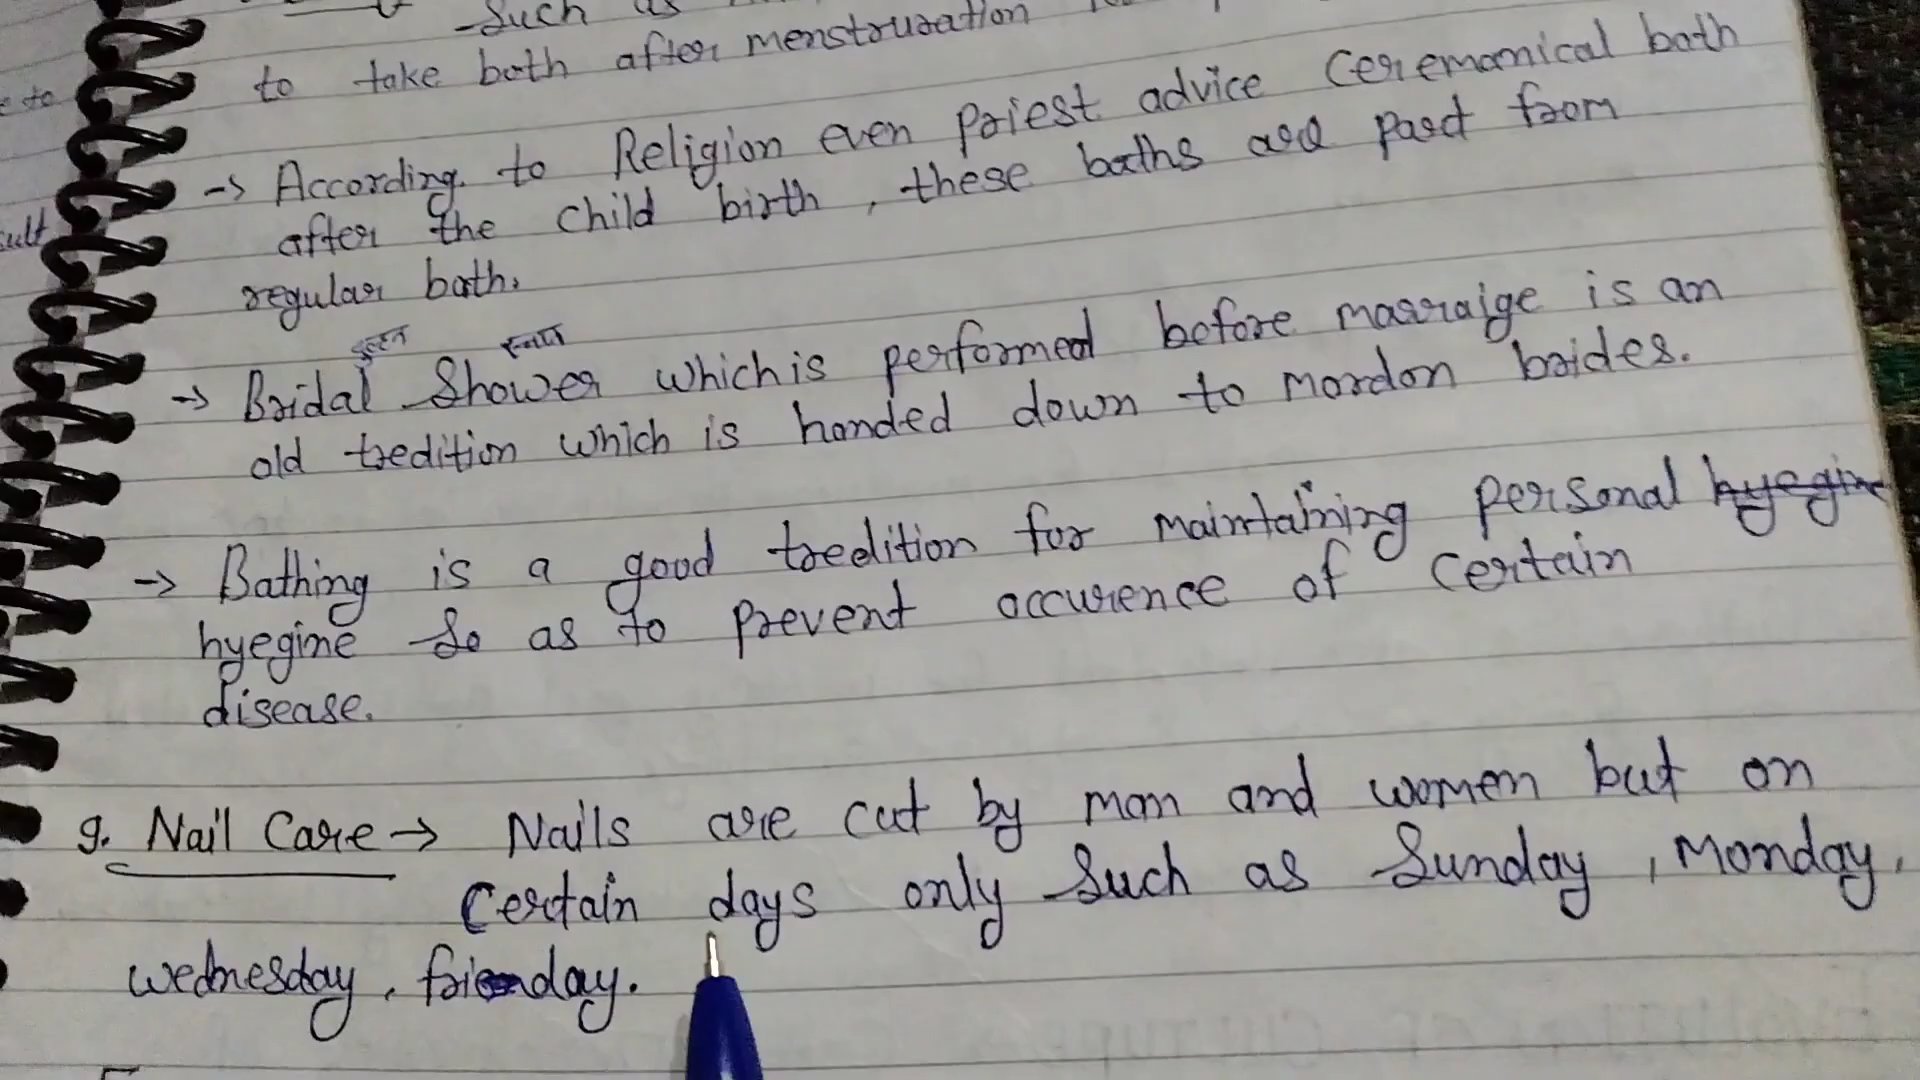 -Such as
to take bath after menstruation
e to
→ According to Religion even priest advice Ceremonical bath
after the child birth, these baths are part from
sult
regular bath.
दुल्हन स्नान
→ Bridal Shower which is performed before marraige is an
old tredition which is handed down to mordon brides.
→ Bathing is a good tredition for maintaining personal hyegine
hyegine So as to prevent occurence of certain
disease.
9. Nail Care → Nails are cut by man and women but on
Certain days only Such as Sunday, Monday,
wednesday, friday.